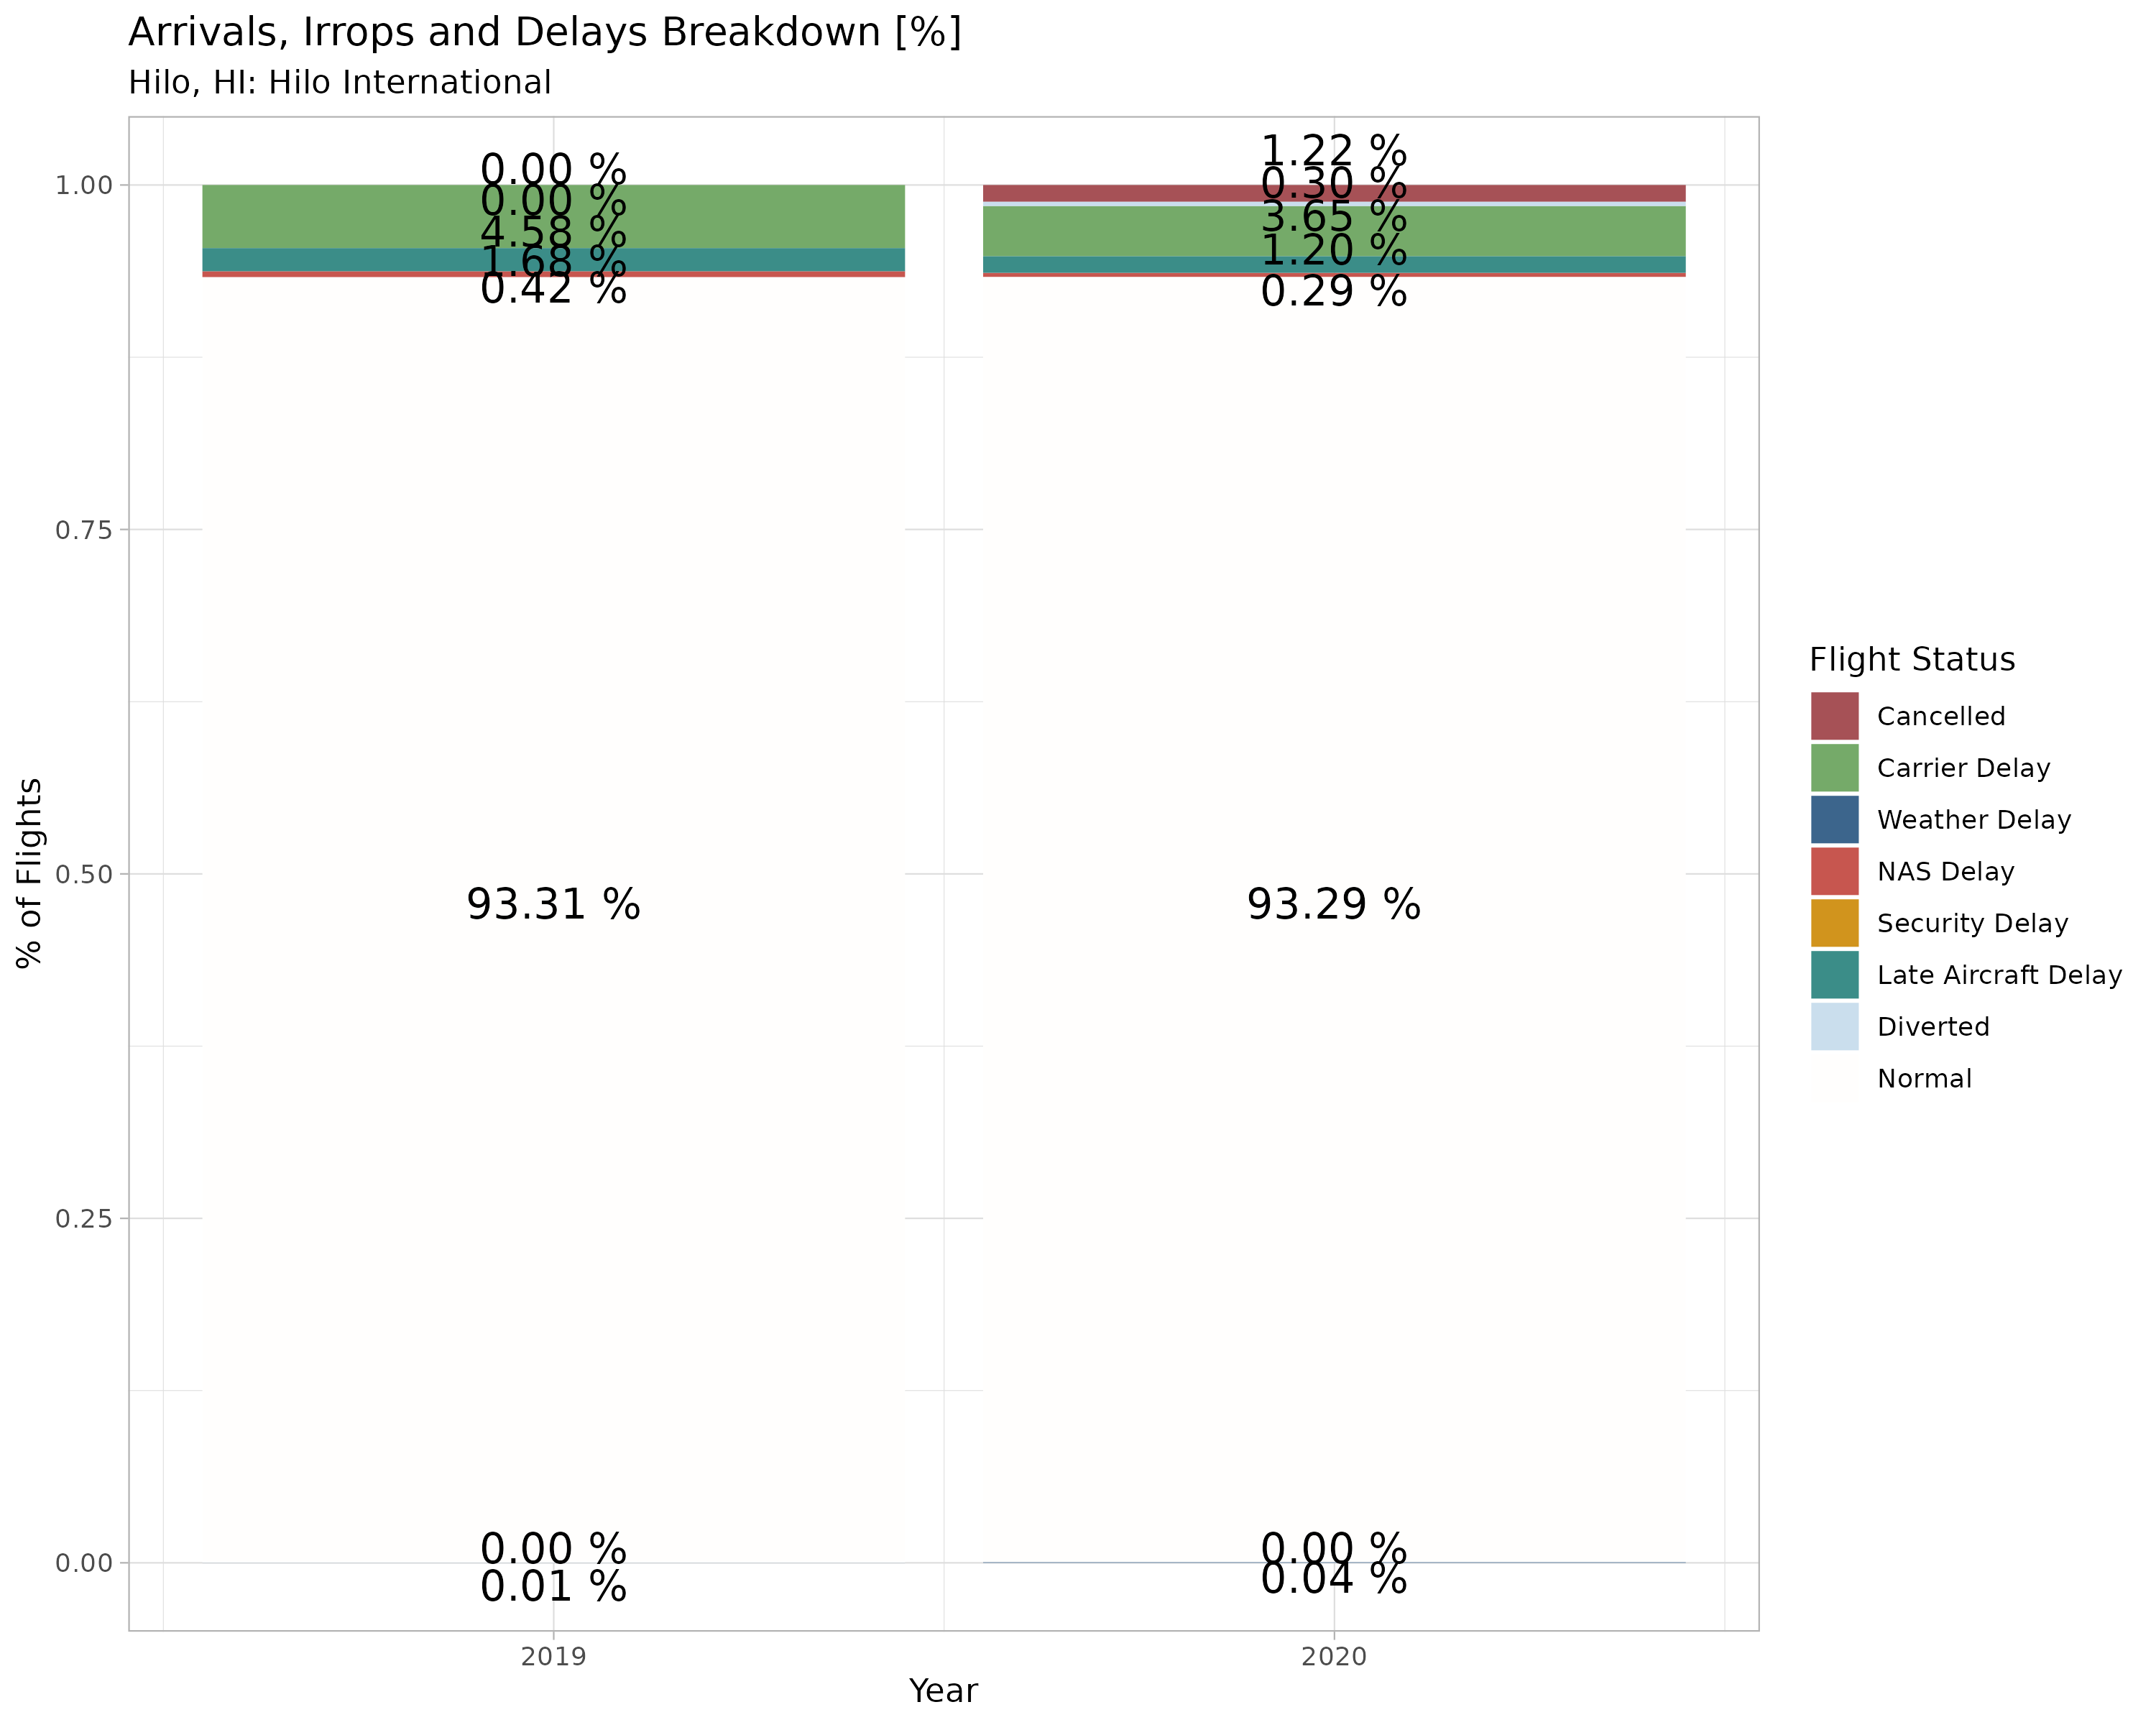 Arrivals, Irrops and Delays Breakdown [%]
Hilo, HI: Hilo International
% of Flights
1.00
0.75
0.50
0.25
0.00
0.00 %
0.00 %
4.58 %
1.68 %
0.42 %
93.31 %
0.00 %
0.01 %
1.22 %
0.30 %
3.65 %
1.20 %
0.29 %
93.29 %
0.00 %
0.04 %
2019
2020
Year
Flight Status
Cancelled
Carrier Delay
Weather Delay
NAS Delay
Security Delay
Late Aircraft Delay
Diverted
Normal